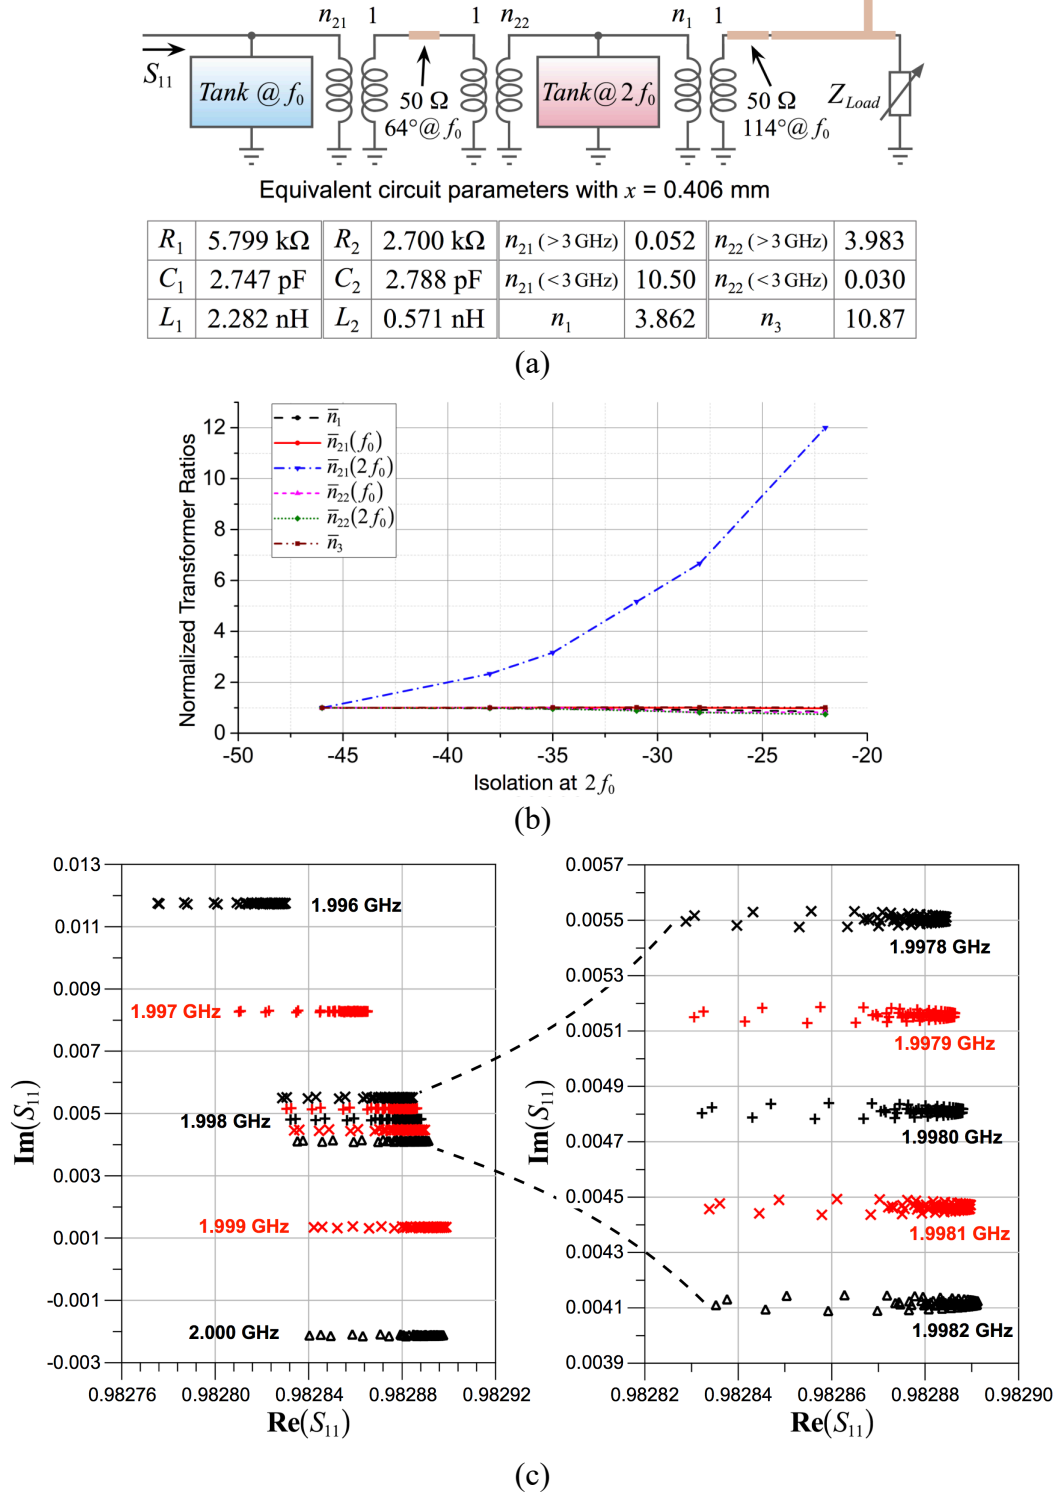 n21 1 1 n22 n1 1
S11
Tank @ f0
Tank@ 2f0
ZLoad
50 Ω
64°@ f0
50 Ω
114°@ f0
Equivalent circuit parameters with x = 0.406 mm
R1 5.799 kΩ R2 2.700 kΩ n21 (>3 GHz) 0.052 n22 (>3 GHz) 3.983
C1 2.747 pF C2 2.788 pF n21 (<3 GHz) 10.50 n22 (<3 GHz) 0.030
L1 2.282 nH L2 0.571 nH n1 3.862 n3 10.87
(a)
Normalized Transformer Ratios
12
10
8
6
4
2
0
n̄1
n̄21(f0)
n̄21(2f0)
n̄22(f0)
n̄22(2f0)
n̄3
-50 -45 -40 -35 -30 -25 -20
Isolation at 2f0
(b)
Im(S11)
0.013
0.011
0.009
0.007
0.005
0.003
0.001
-0.001
-0.003
1.996 GHz
1.997 GHz
1.998 GHz
1.999 GHz
2.000 GHz
0.98276 0.98280 0.98284 0.98288 0.98292
Re(S11)
Im(S11)
0.0057
0.0055
0.0053
0.0051
0.0049
0.0047
0.0045
0.0043
0.0041
0.0039
1.9978 GHz
1.9979 GHz
1.9980 GHz
1.9981 GHz
1.9982 GHz
0.98282 0.98284 0.98286 0.98288 0.98290
Re(S11)
(c)